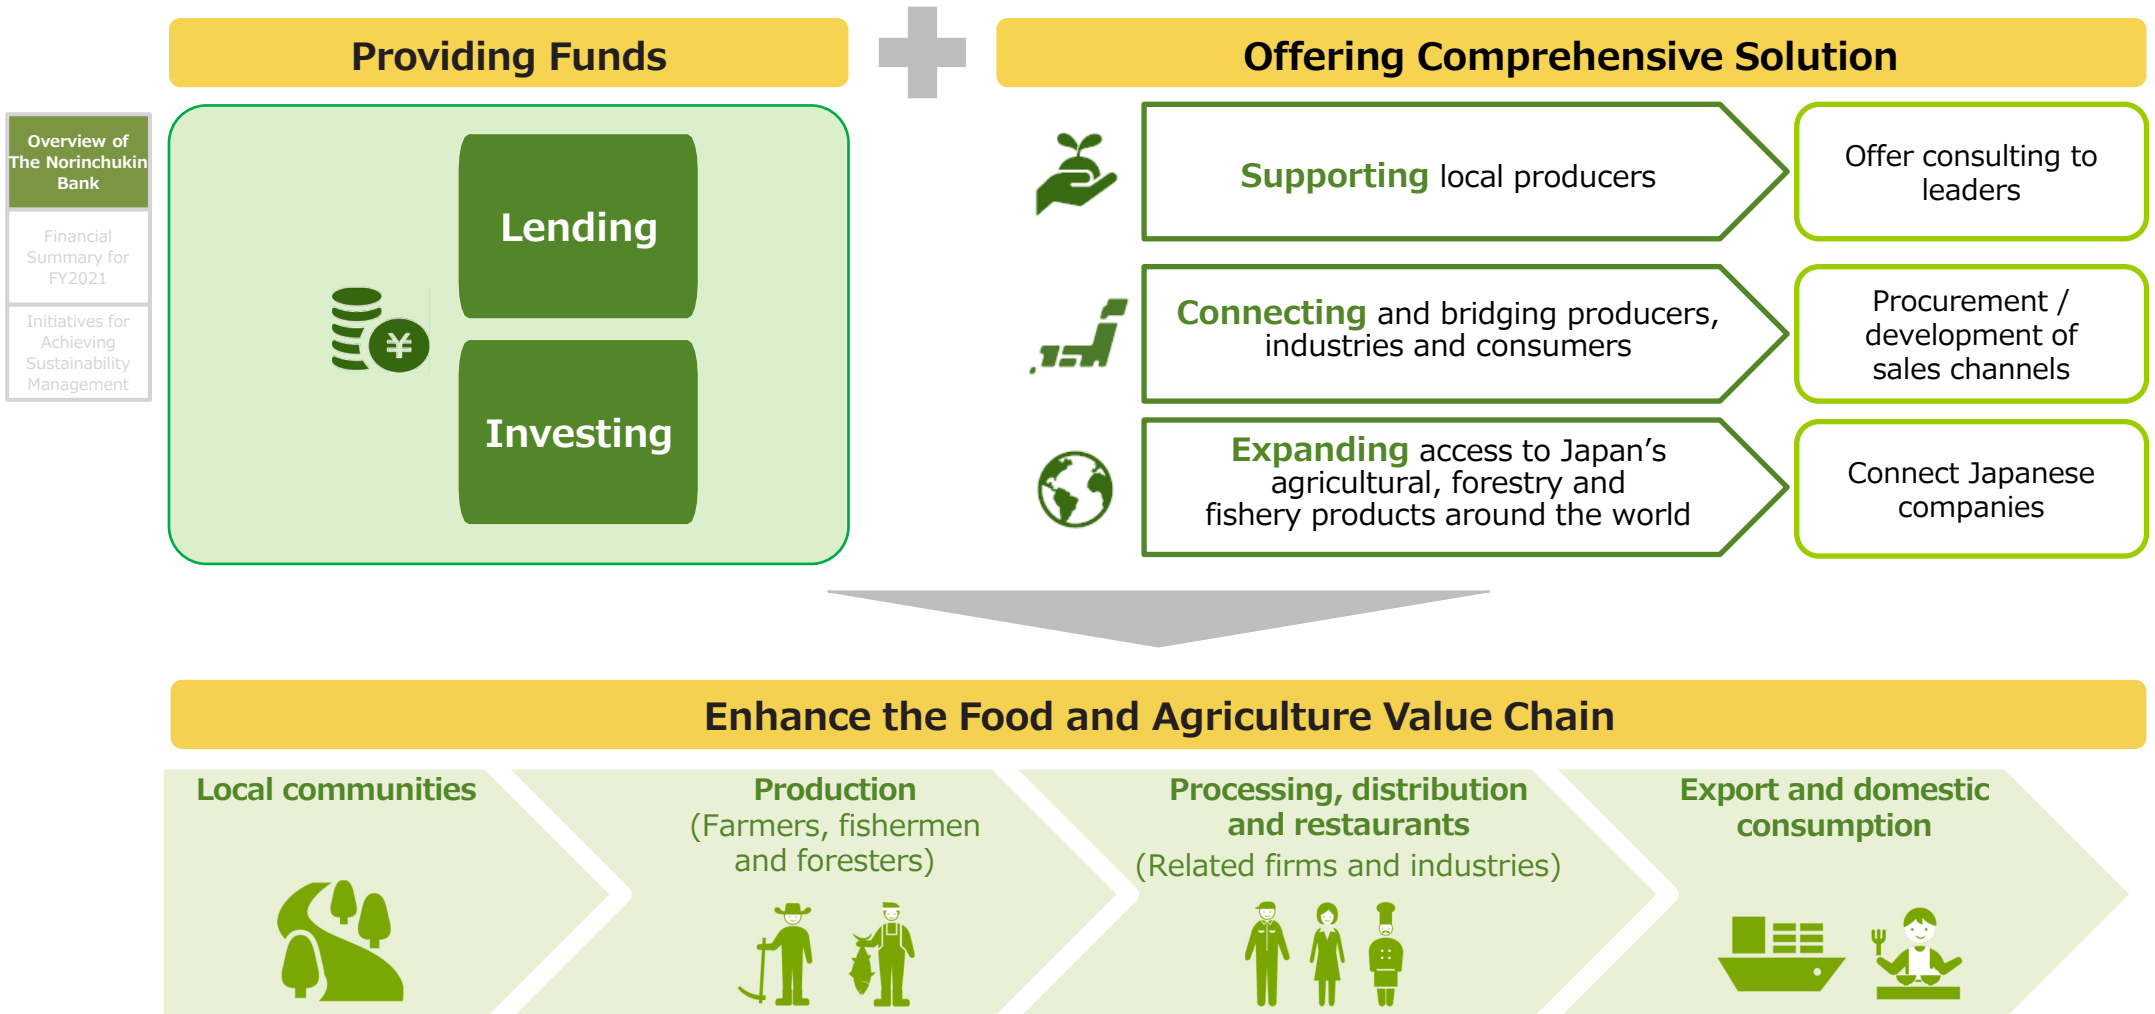 Providing Funds
Offering Comprehensive Solution
Overview of
The Norinchukin
Bank
Financial
Summary for
FY2021
Initiatives for
Achieving
Sustainability
Management
Lending
¥
Investing
Supporting local producers
Offer consulting to
leaders
Connecting and bridging producers,
industries and consumers
Procurement /
development of
sales channels
Expanding access to Japan’s
agricultural, forestry and
fishery products around the world
Connect Japanese
companies
Enhance the Food and Agriculture Value Chain
Local communities
Production
(Farmers, fishermen
and foresters)
Processing, distribution
and restaurants
(Related firms and industries)
Export and domestic
consumption